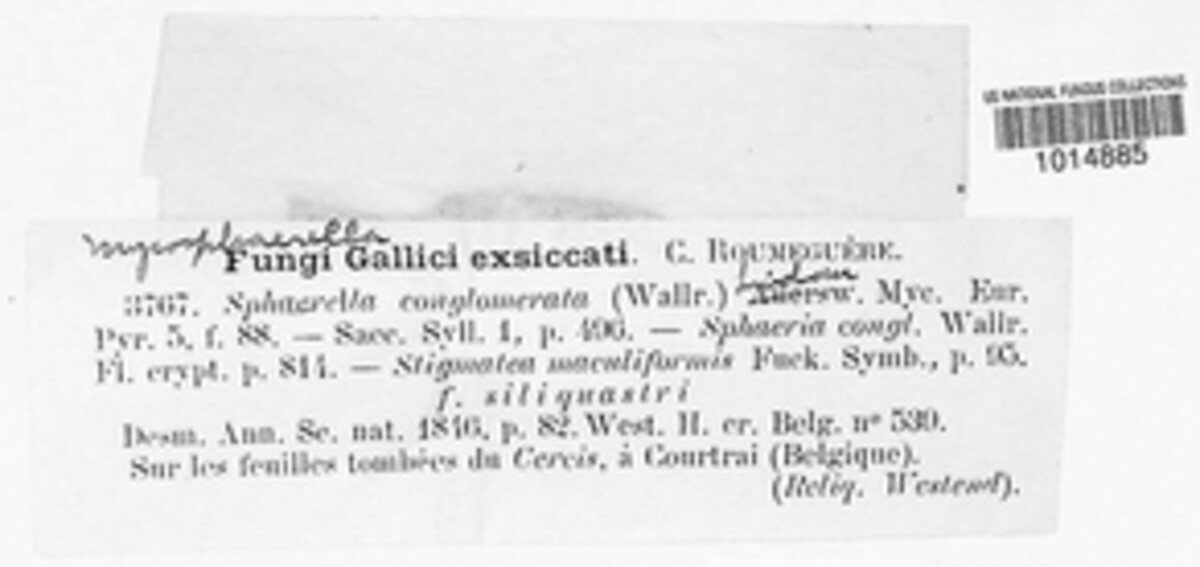 US NATIONAL FUNGUS COLLECTIONS
1014885
Mycosphaerella
Fungi Gallici exsiccati. C. ROUMEGUÈRE.
Lindau
3767. Sphaerella conglomerata (Wallr.) Auersw. Myc. Eur.
Pyr. 5, f. 88. — Sacc. Syll. 1, p. 496. — Sphaeria congl. Wallr.
Fl. crypt. p. 814. — Stigmatea maculiformis Fuck. Symb., p. 95.
f. siliquastri
Desm. Ann. Sc. nat. 1846, p. 82. West. H. cr. Belg. nº 539.
Sur les feuilles tombées du Cercis, à Courtrai (Belgique).
(Reliq. Westend).